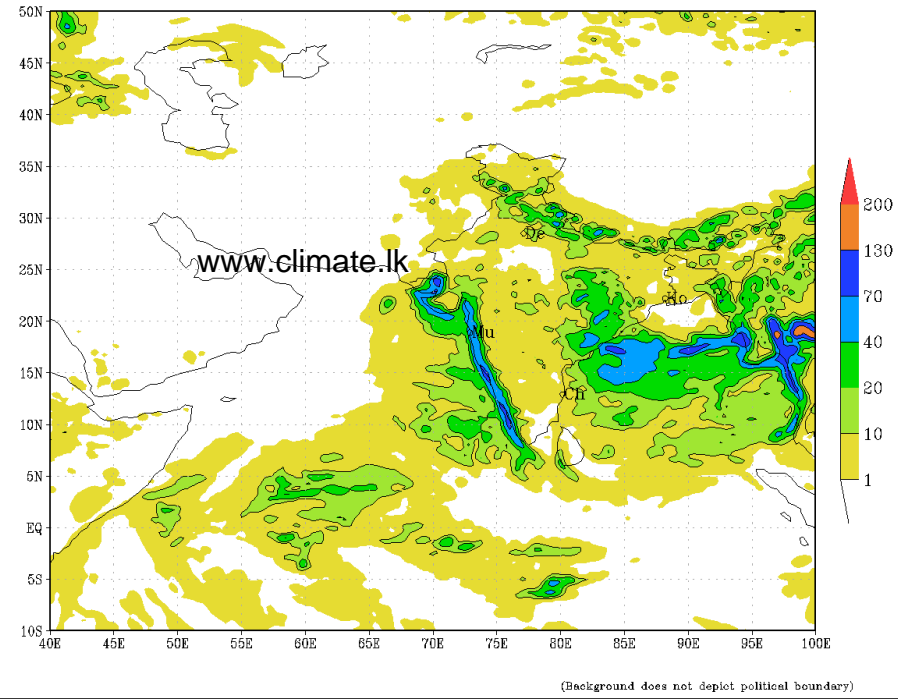 50N
45N
40N
35N
30N
25N
20N
15N
10N
5N
EQ
5S
10S
40E 45E 50E 55E 60E 65E 70E 75E 80E 85E 90E 95E 100E
www.climate.lk
De
Ko
Mu
Ch
200
130
70
40
20
10
1
(Background does not depict political boundary)